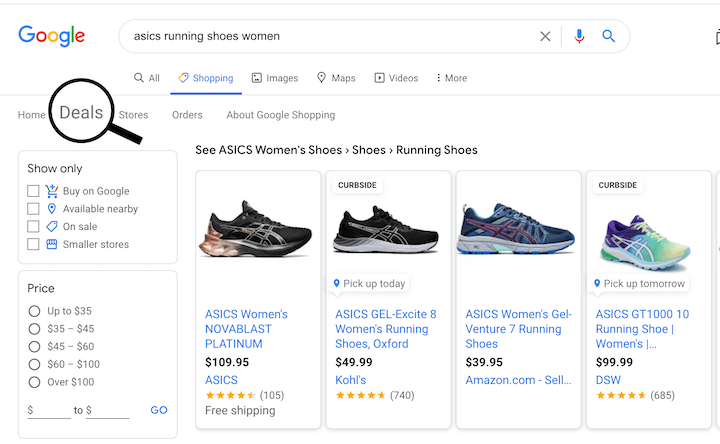 Google
asics running shoes women
All Shopping Images Maps Videos More
Home Deals Stores Orders About Google Shopping
See ASICS Women's Shoes › Shoes › Running Shoes
Show only
Buy on Google
Available nearby
On sale
Smaller stores
Price
Up to $35
$35 – $45
$45 – $60
$60 – $100
Over $100
$ to $ GO
ASICS Women's
NOVABLAST
PLATINUM
$109.95
ASICS
(105)
Free shipping
CURBSIDE
Pick up today
ASICS GEL-Excite 8
Women's Running
Shoes, Oxford
$49.99
Kohl's
(740)
ASICS Women's Gel-
Venture 7 Running
Shoes
$39.95
Amazon.com - Sell...
CURBSIDE
Pick up tomorrow
ASICS GT1000 10
Running Shoe |
Women's |...
$99.99
DSW
(685)